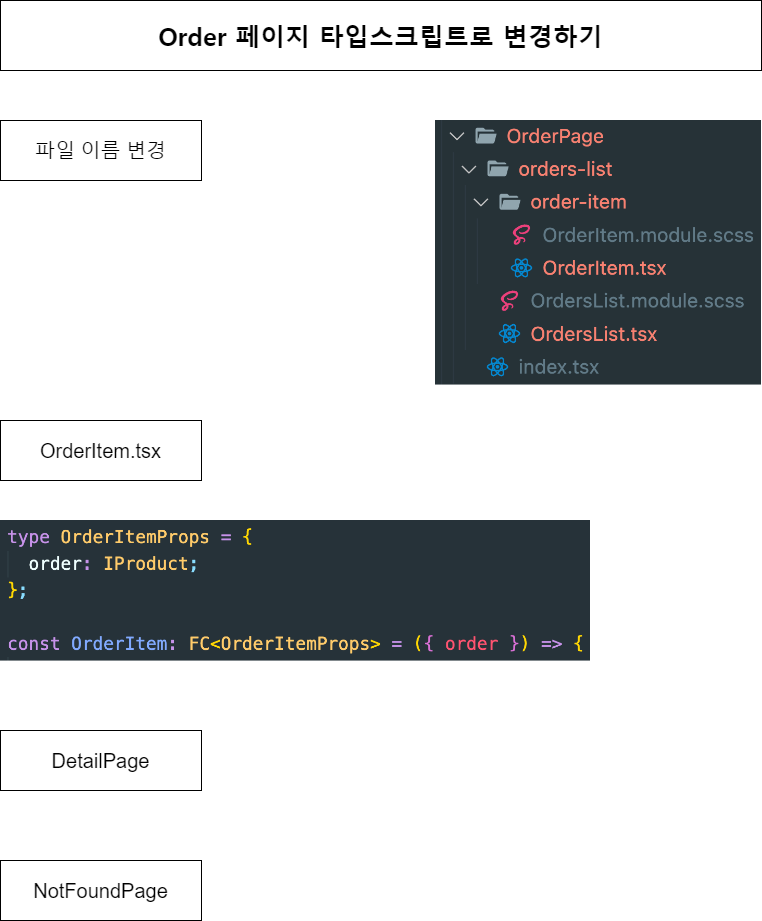 Order 페이지 타입스크립트로 변경하기
파일 이름 변경
OrderPage
orders-list
order-item
OrderItem.module.scss
OrderItem.tsx
OrdersList.module.scss
OrdersList.tsx
index.tsx
OrderItem.tsx
type OrderItemProps = {
  order: IProduct;
};
const OrderItem: FC<OrderItemProps> = ({ order }) => {
DetailPage
NotFoundPage